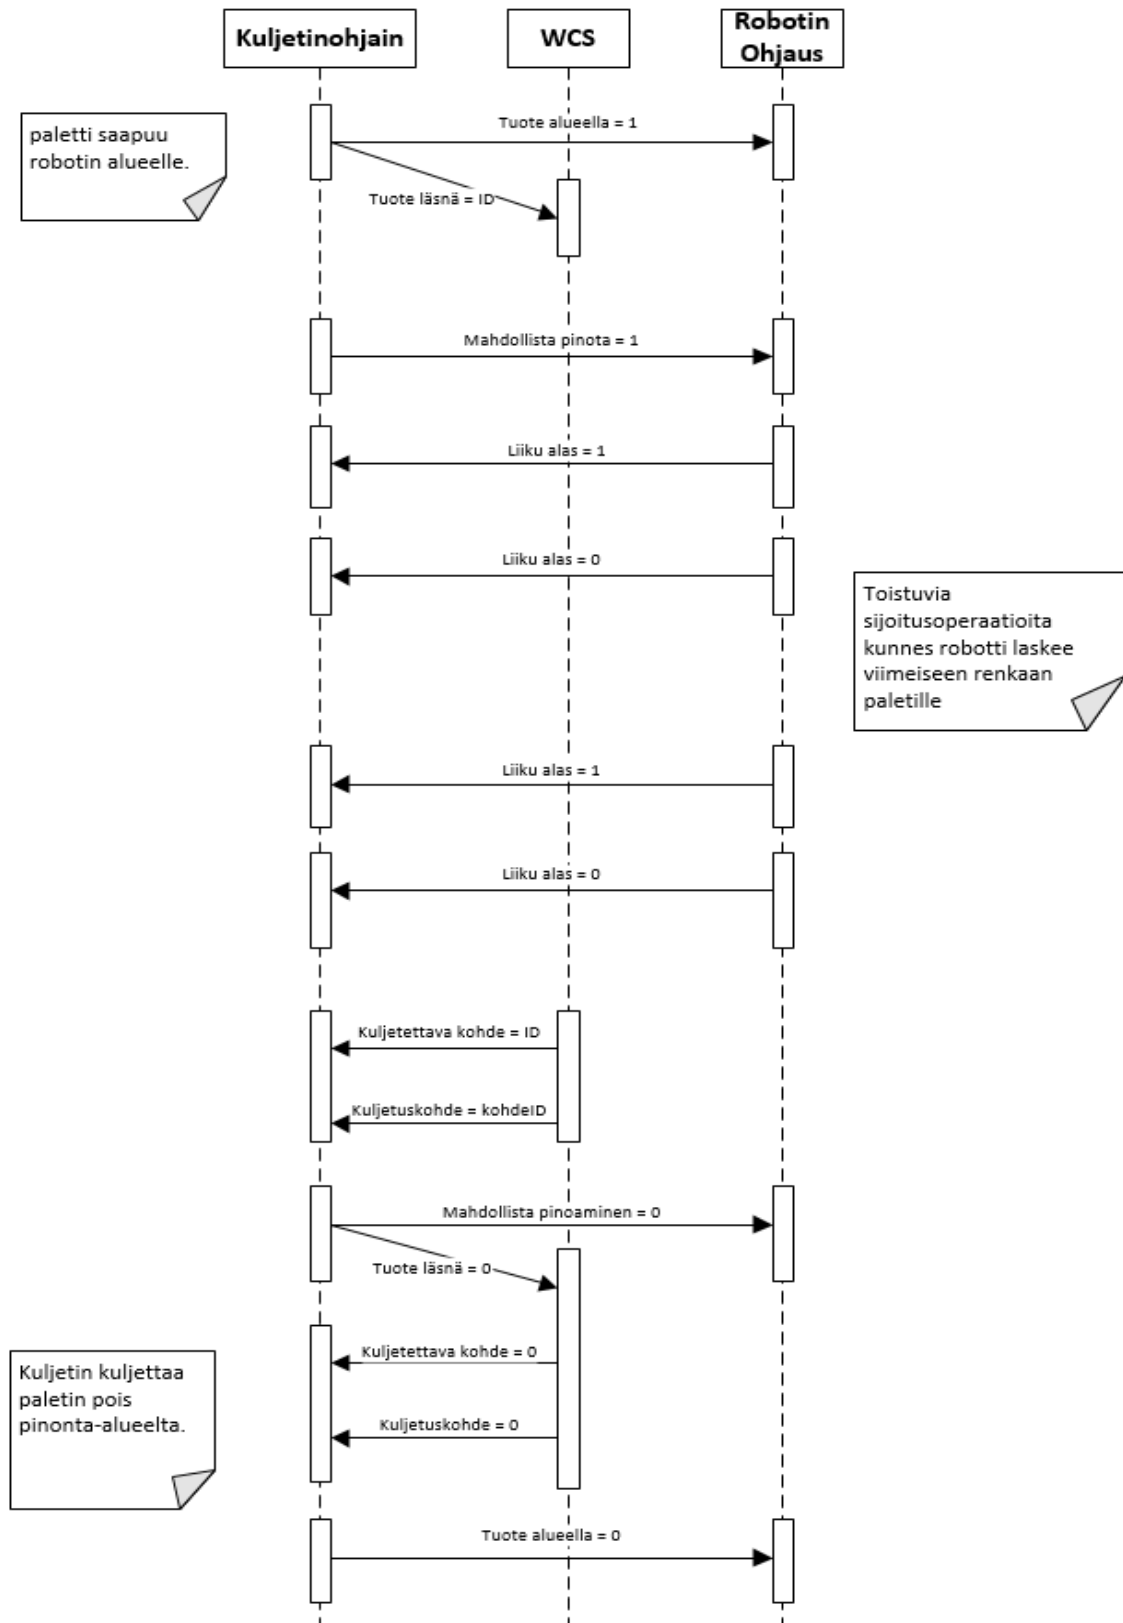 Kuljetinohjain
WCS
Robotin
Ohjaus
paletti saapuu
robotin alueelle.
Tuote alueella = 1
Tuote läsnä = ID
Mahdollista pinota = 1
Liiku alas = 1
Liiku alas = 0
Toistuvia
sijoitusoperaatioita
kunnes robotti laskee
viimeiseen renkaan
paletille
Liiku alas = 1
Liiku alas = 0
Kuljetettava kohde = ID
Kuljetuskohde = kohdeID
Mahdollista pinoaminen = 0
Tuote läsnä = 0
Kuljetettava kohde = 0
Kuljetin kuljettaa
paletin pois
pinonta-alueelta.
Kuljetuskohde = 0
Tuote alueella = 0